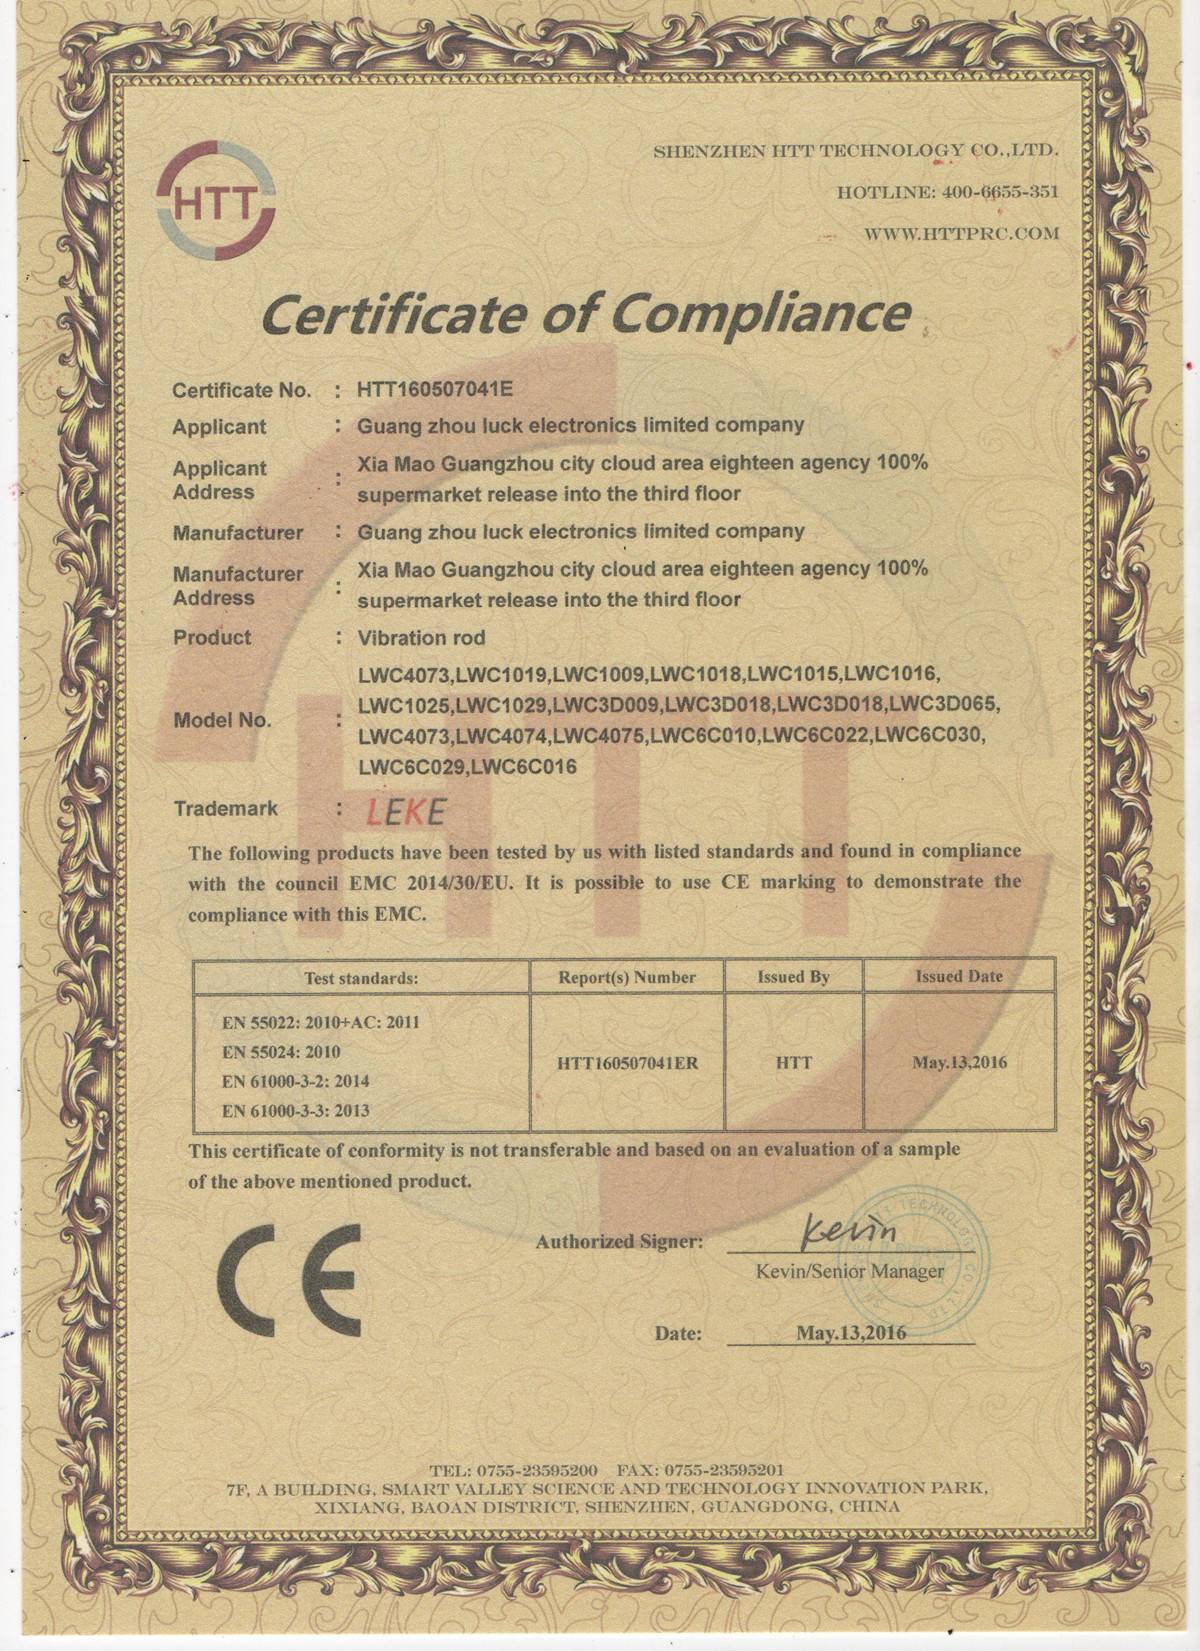 HTT
SHENZHEN HTT TECHNOLOGY CO.,LTD.
HOTLINE: 400-6655-351
WWW.HTTPRC.COM
Certificate of Compliance
Certificate No. : HTT160507041E
Applicant : Guang zhou luck electronics limited company
Applicant Address : Xia Mao Guangzhou city cloud area eighteen agency 100%
supermarket release into the third floor
Manufacturer : Guang zhou luck electronics limited company
Manufacturer Address : Xia Mao Guangzhou city cloud area eighteen agency 100%
supermarket release into the third floor
Product : Vibration rod
Model No. : LWC4073,LWC1019,LWC1009,LWC1018,LWC1015,LWC1016,
LWC1025,LWC1029,LWC3D009,LWC3D018,LWC3D018,LWC3D065,
LWC4073,LWC4074,LWC4075,LWC6C010,LWC6C022,LWC6C030,
LWC6C029,LWC6C016
Trademark : LEKE
The following products have been tested by us with listed standards and found in compliance
with the council EMC 2014/30/EU. It is possible to use CE marking to demonstrate the
compliance with this EMC.
Test standards: Report(s) Number Issued By Issued Date
EN 55022: 2010+AC: 2011
EN 55024: 2010
EN 61000-3-2: 2014
EN 61000-3-3: 2013
HTT160507041ER HTT May.13,2016
This certificate of conformity is not transferable and based on an evaluation of a sample
of the above mentioned product.
CE
Authorized Signer: Kevin
Kevin/Senior Manager
Date: May.13,2016
TEL: 0755-23595200 FAX: 0755-23595201
7F, A BUILDING, SMART VALLEY SCIENCE AND TECHNOLOGY INNOVATION PARK,
XIXIANG, BAOAN DISTRICT, SHENZHEN, GUANGDONG, CHINA